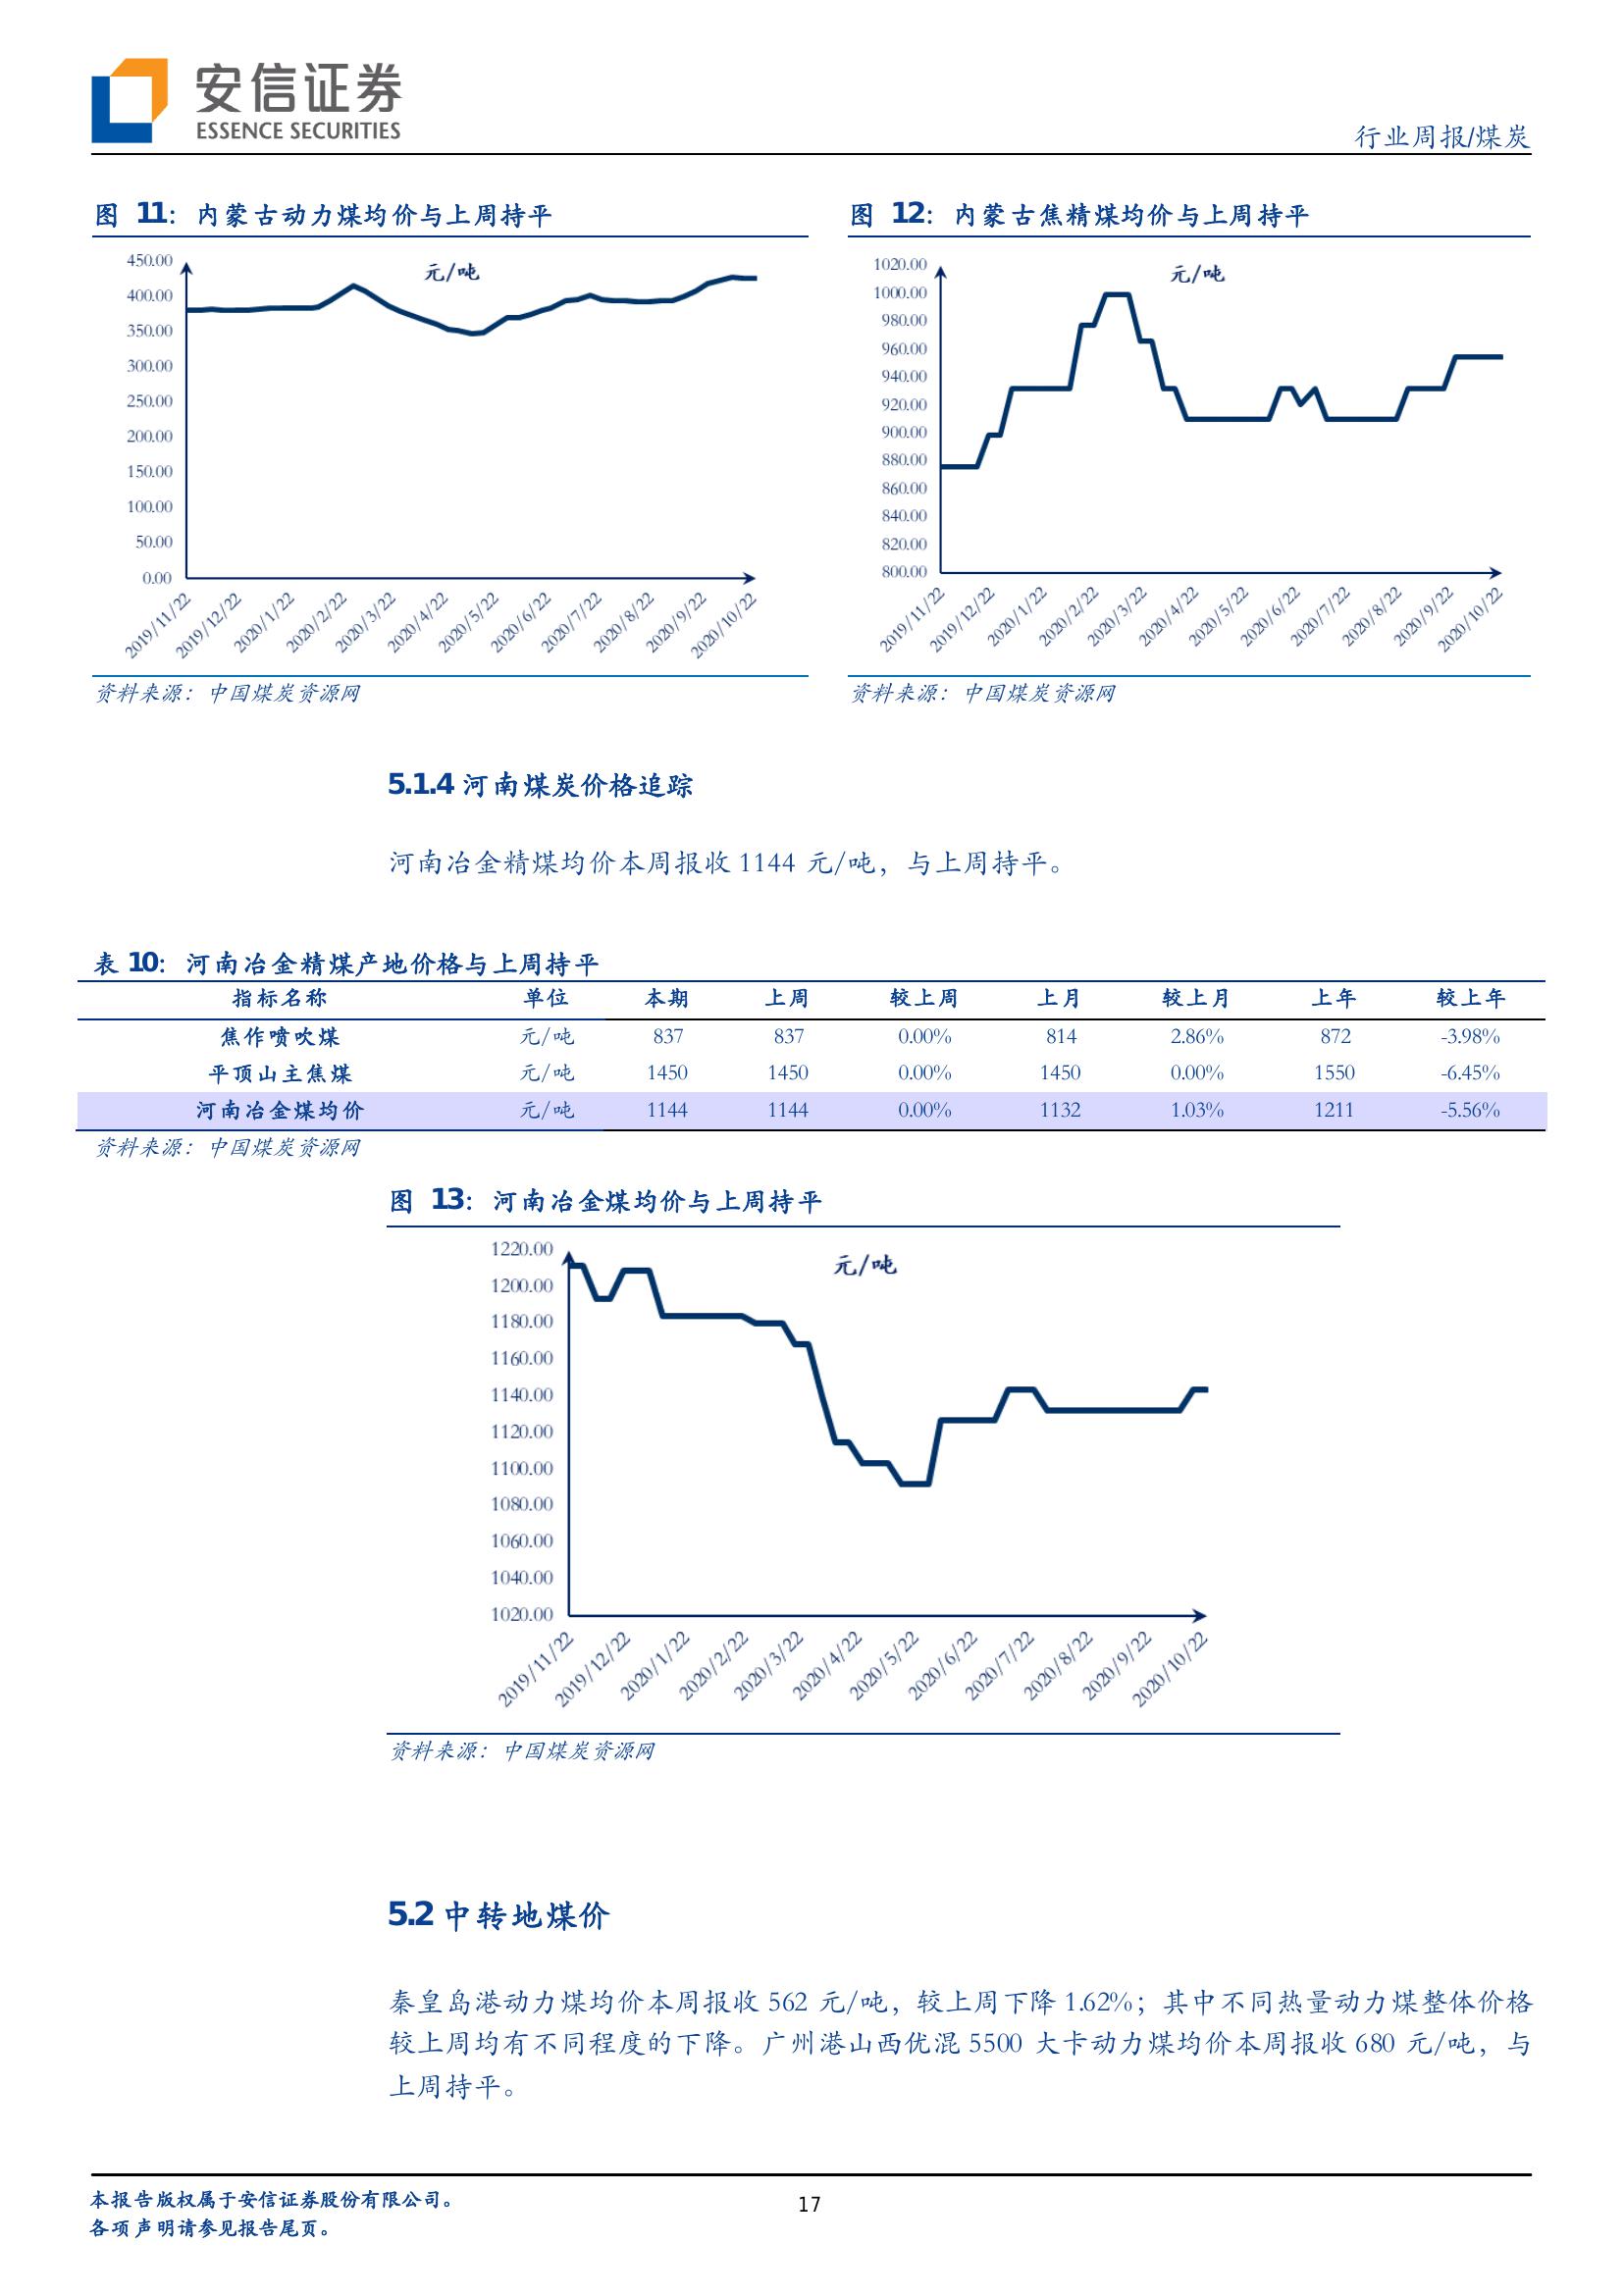 安信证券
ESSENCE SECURITIES
行业周报/煤炭
图 11：内蒙古动力煤均价与上周持平
元/吨
450.00
400.00
350.00
300.00
250.00
200.00
150.00
100.00
50.00
0.00
2019/11/22
2019/12/22
2020/1/22
2020/2/22
2020/3/22
2020/4/22
2020/5/22
2020/6/22
2020/7/22
2020/8/22
2020/9/22
2020/10/22
资料来源：中国煤炭资源网
图 12：内蒙古焦精煤均价与上周持平
元/吨
1020.00
1000.00
980.00
960.00
940.00
920.00
900.00
880.00
860.00
840.00
820.00
800.00
2019/11/22
2019/12/22
2020/1/22
2020/2/22
2020/3/22
2020/4/22
2020/5/22
2020/6/22
2020/7/22
2020/8/22
2020/9/22
2020/10/22
资料来源：中国煤炭资源网
5.1.4 河南煤炭价格追踪
河南冶金精煤均价本周报收 1144 元/吨，与上周持平。
表 10：河南冶金精煤产地价格与上周持平
指标名称 单位 本期 上周 较上周 上月 较上月 上年 较上年
焦作喷吹煤 元/吨 837 837 0.00% 814 2.86% 872 -3.98%
平顶山主焦煤 元/吨 1450 1450 0.00% 1450 0.00% 1550 -6.45%
河南冶金煤均价 元/吨 1144 1144 0.00% 1132 1.03% 1211 -5.56%
资料来源：中国煤炭资源网
图 13：河南冶金煤均价与上周持平
元/吨
1220.00
1200.00
1180.00
1160.00
1140.00
1120.00
1100.00
1080.00
1060.00
1040.00
1020.00
2019/11/22
2019/12/22
2020/1/22
2020/2/22
2020/3/22
2020/4/22
2020/5/22
2020/6/22
2020/7/22
2020/8/22
2020/9/22
2020/10/22
资料来源：中国煤炭资源网
5.2 中转地煤价
秦皇岛港动力煤均价本周报收 562 元/吨，较上周下降 1.62%；其中不同热量动力煤整体价格
较上周均有不同程度的下降。广州港山西优混 5500 大卡动力煤均价本周报收 680 元/吨，与
上周持平。
本报告版权属于安信证券股份有限公司。
各项声明请参见报告尾页。
17